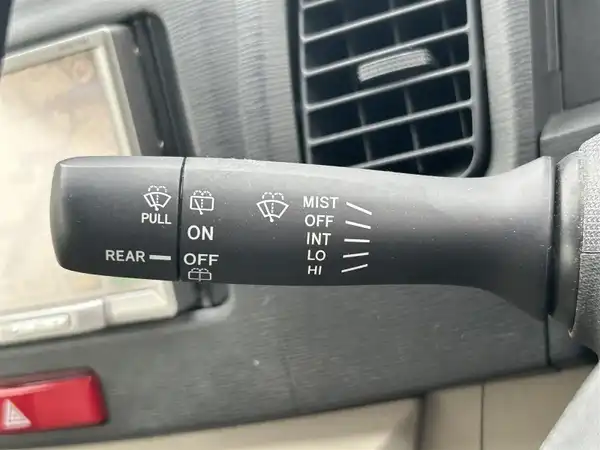 PULL
REAR
ON
OFF
MIST
OFF
INT
LO
HI